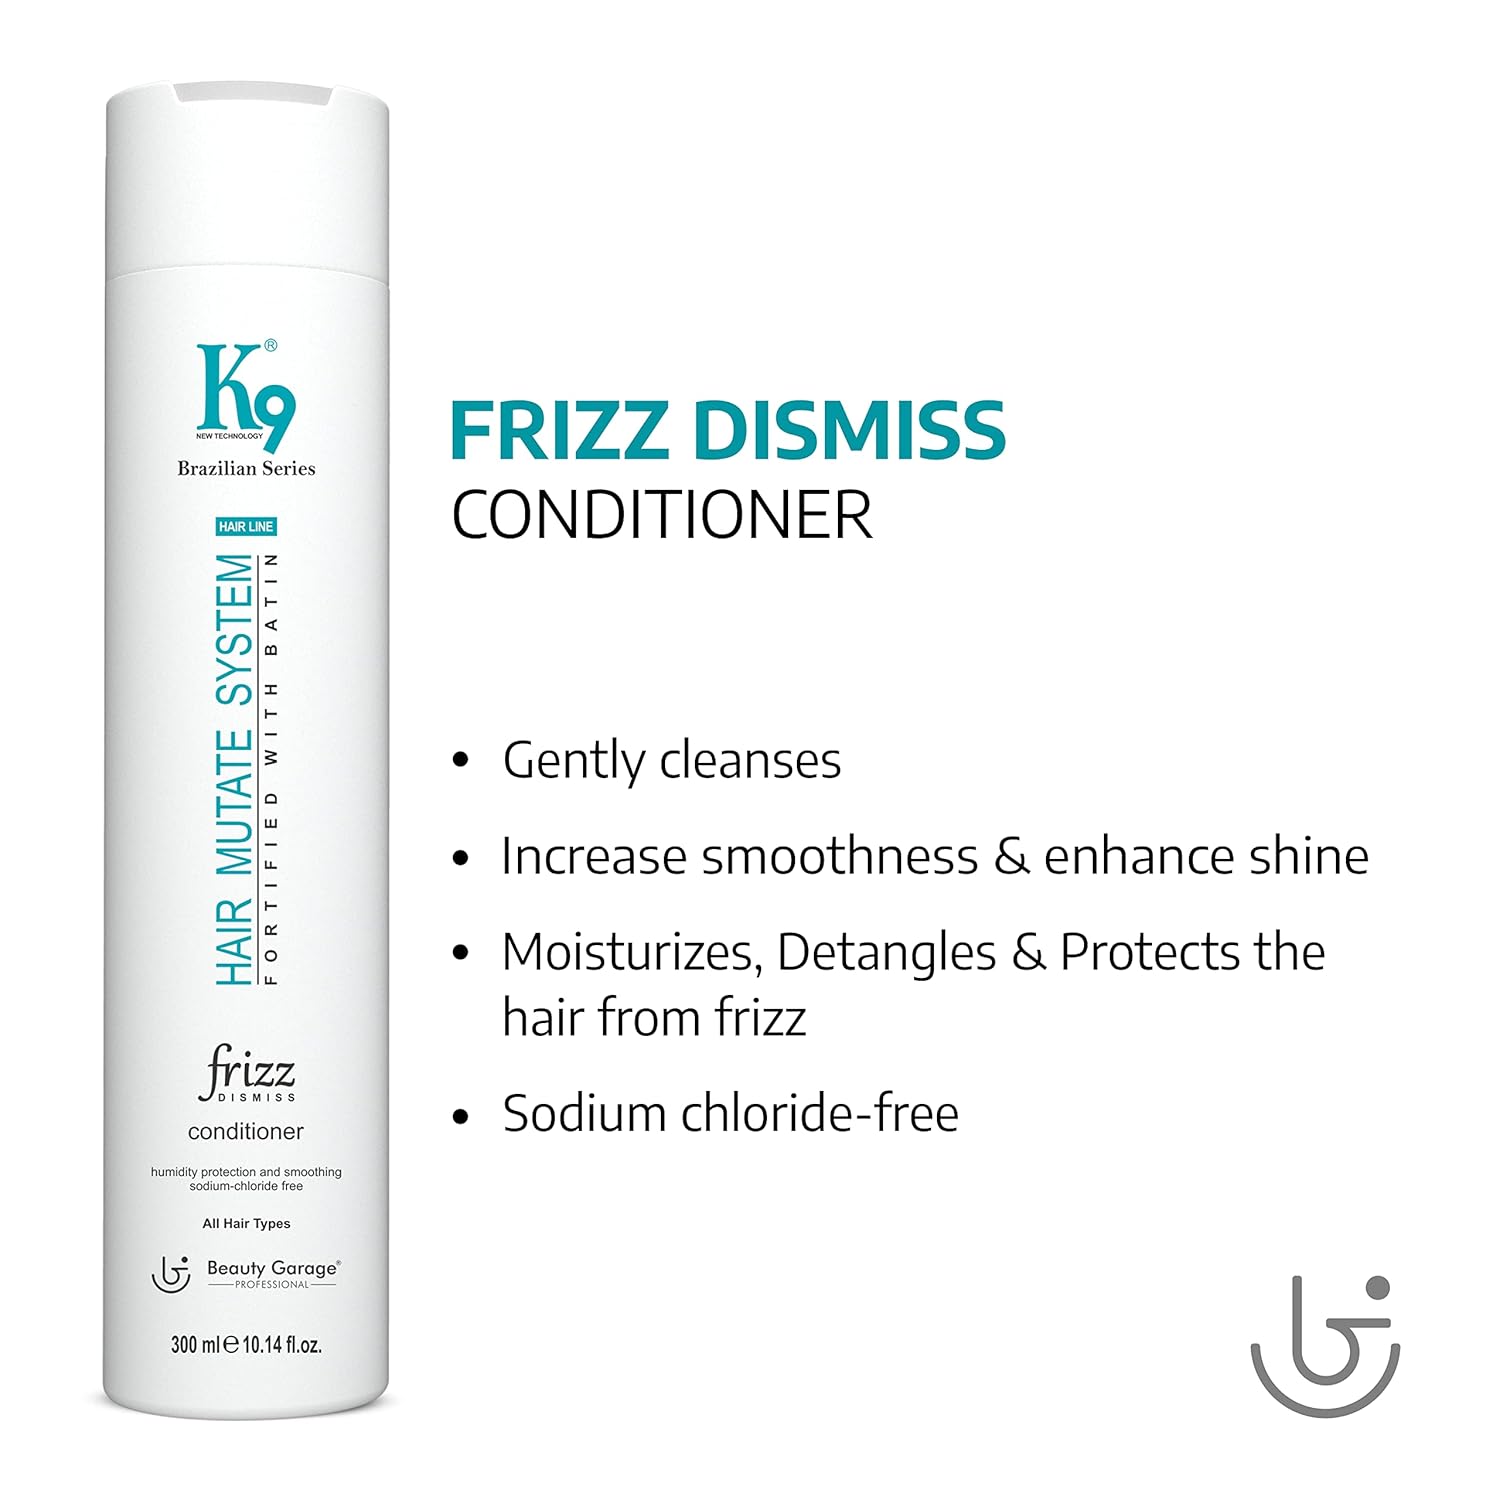 K9®
NEW TECHNOLOGY
Brazilian Series
HAIR LINE
HAIR MUTATE SYSTEM
FORTIFIED WITH BATIN
frizz
DISMISS
conditioner
humidity protection and smoothing
sodium-chloride free
All Hair Types
Beauty Garage®
PROFESSIONAL
300 ml ℮ 10.14 fl.oz.
FRIZZ DISMISS
CONDITIONER
• Gently cleanses
• Increase smoothness & enhance shine
• Moisturizes, Detangles & Protects the
hair from frizz
• Sodium chloride-free